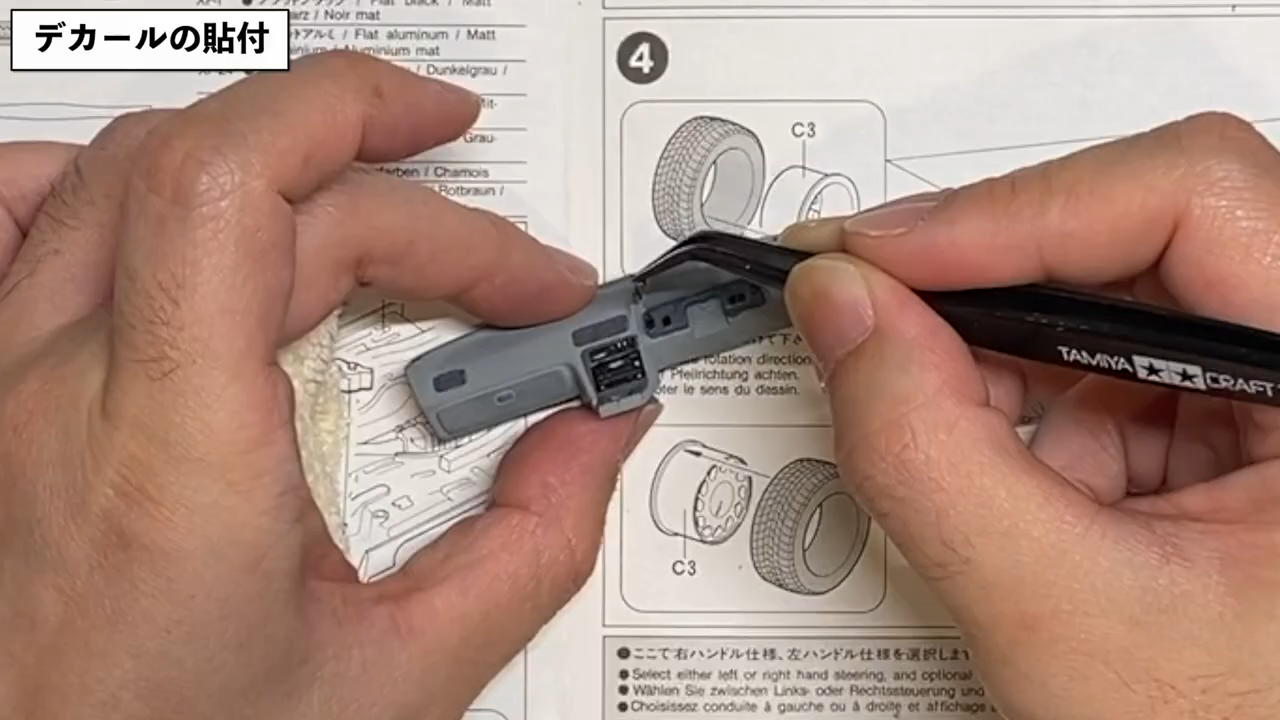 デカールの貼付
/ Flat black / Matt
/ Noir mat
/ Flat aluminum / Matt
/ Aluminium mat
/ Dunkelgrau /
Grau-
/ Chamois
Rotbraun /
4
C3
rotation direction
Pfeilrichtung achten.
le sens du dessin.
TAMIYA CRAFT
C3
●ここで右ハンドル仕様、左ハンドル仕様を選択しま
●Select either left or right hand steering, and optional
●Wählen Sie zwischen Links- oder Rechtssteuerung und
●Choisissez conduite à gauche ou à droite et affichage